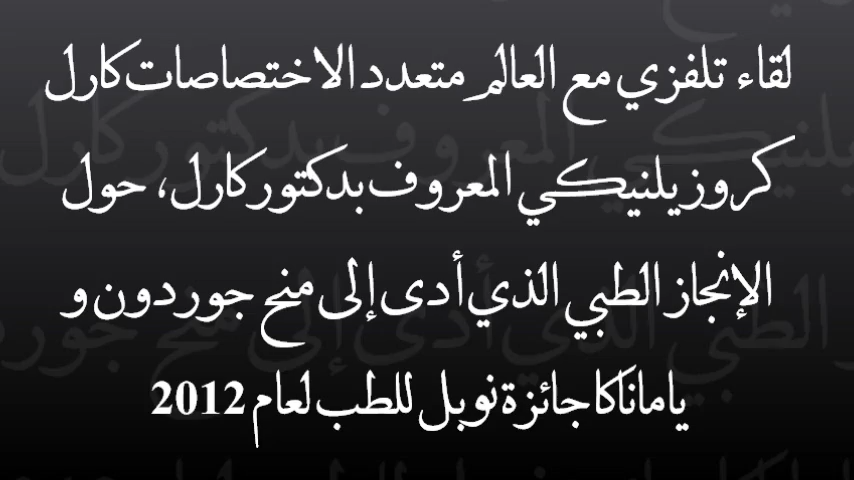 لقاء تلفزي مع العالم متعدد الاختصاصات كارل
كروزيلنيكي المعروف بدكتور كارل، حول
الإنجاز الطبي الذي أدى إلى منح جوردون و
ياماناكا جائزة نوبل للطب لعام 2012